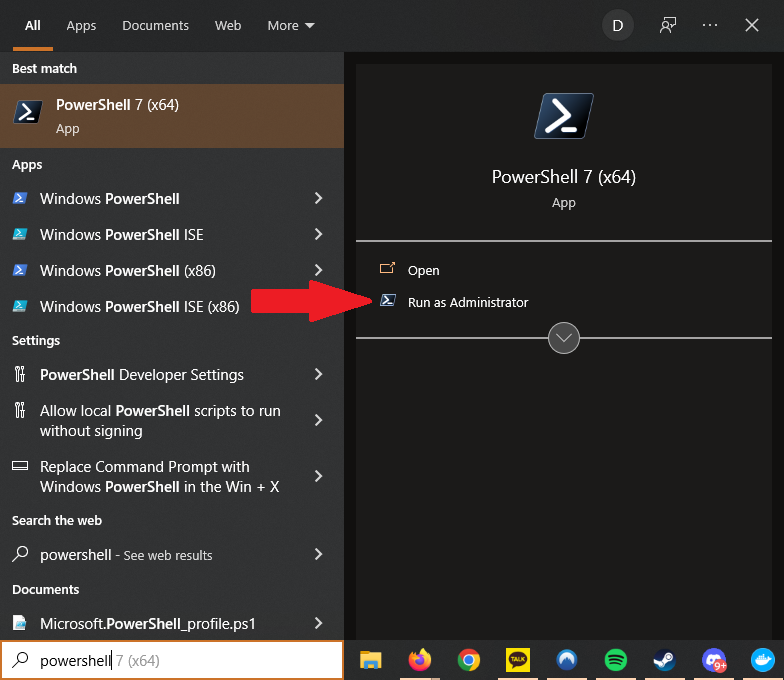 All Apps Documents Web More D ... 
Best match
PowerShell 7 (x64)
App
Apps
Windows PowerShell
Windows PowerShell ISE
Windows PowerShell (x86)
Windows PowerShell ISE (x86)
Settings
PowerShell Developer Settings
Allow local PowerShell scripts to run
without signing
Replace Command Prompt with
Windows PowerShell in the Win + X
Search the web
powershell - See web results
Documents
Microsoft.PowerShell_profile.ps1
powershell 7 (x64)
PowerShell 7 (x64)
App
Open
Run as Administrator
TALK
9+